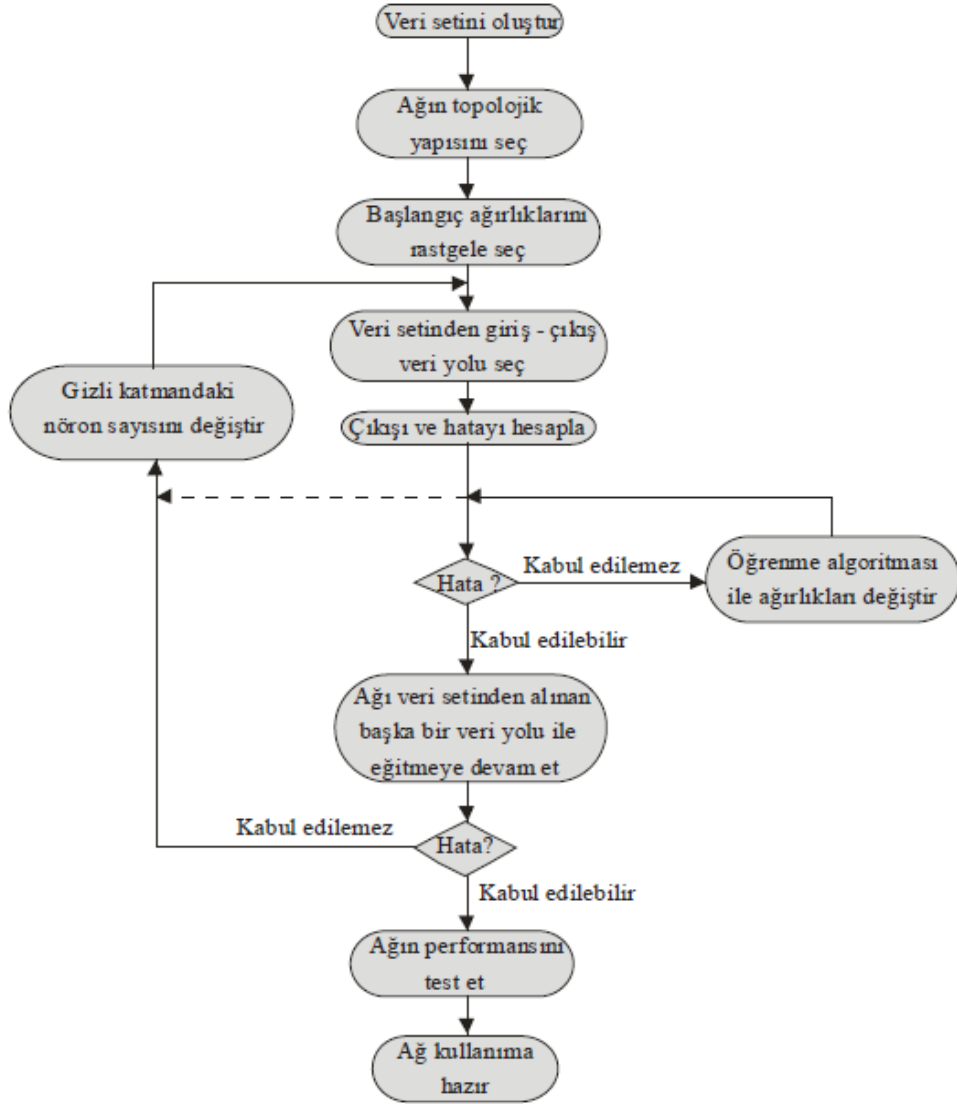 Veri setini oluştur
Ağın topolojik
yapısını seç
Başlangıç ağırlıklarını
rastgele seç
Veri setinden giriş - çıkış
veri yolu seç
Gizli katmandaki
nöron sayısını değiştir
Çıkışı ve hatayı hesapla
Hata ?
Kabul edilemez
Öğrenme algoritması
ile ağırlıkları değiştir
Kabul edilebilir
Ağı veri setinden alınan
başka bir veri yolu ile
eğitmeye devam et
Kabul edilemez
Hata?
Kabul edilebilir
Ağın performansını
test et
Ağ kullanıma
hazır